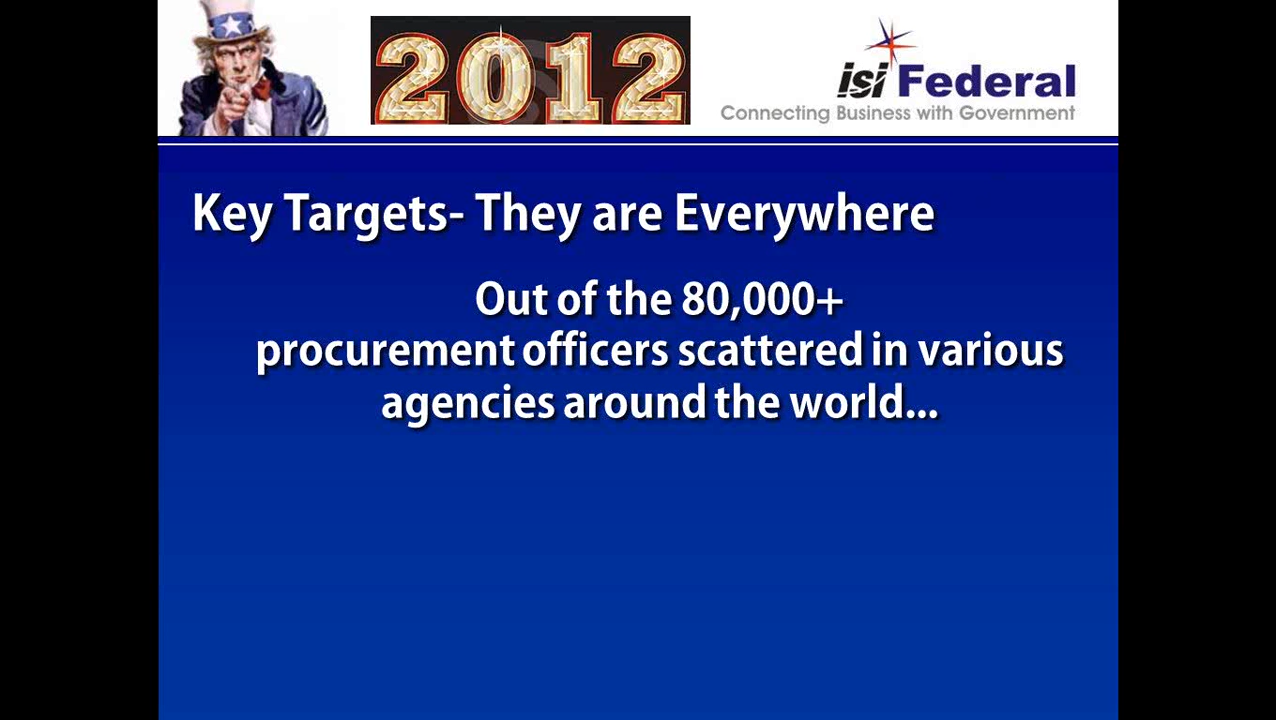 2012
isi Federal
Connecting Business with Government
Key Targets- They are Everywhere
Out of the 80,000+
procurement officers scattered in various
agencies around the world...